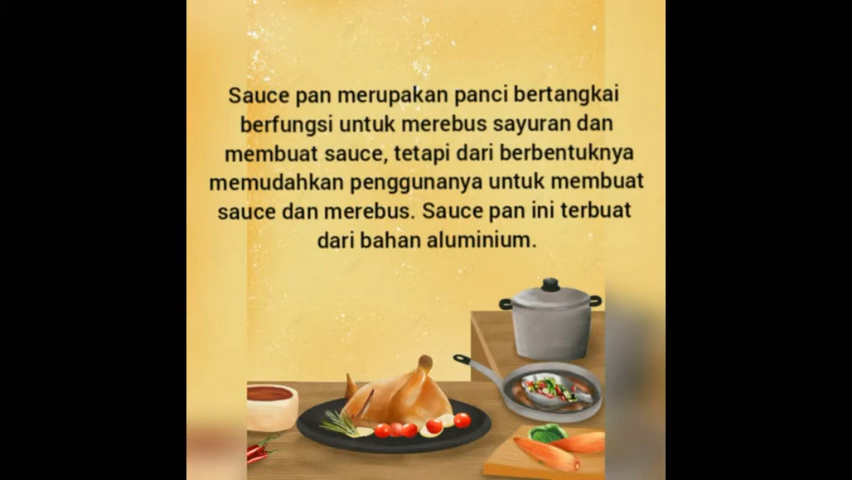 Sauce pan merupakan panci bertangkai
berfungsi untuk merebus sayuran dan
membuat sauce, tetapi dari berbentuknya
memudahkan penggunanya untuk membuat
sauce dan merebus. Sauce pan ini terbuat
dari bahan aluminium.